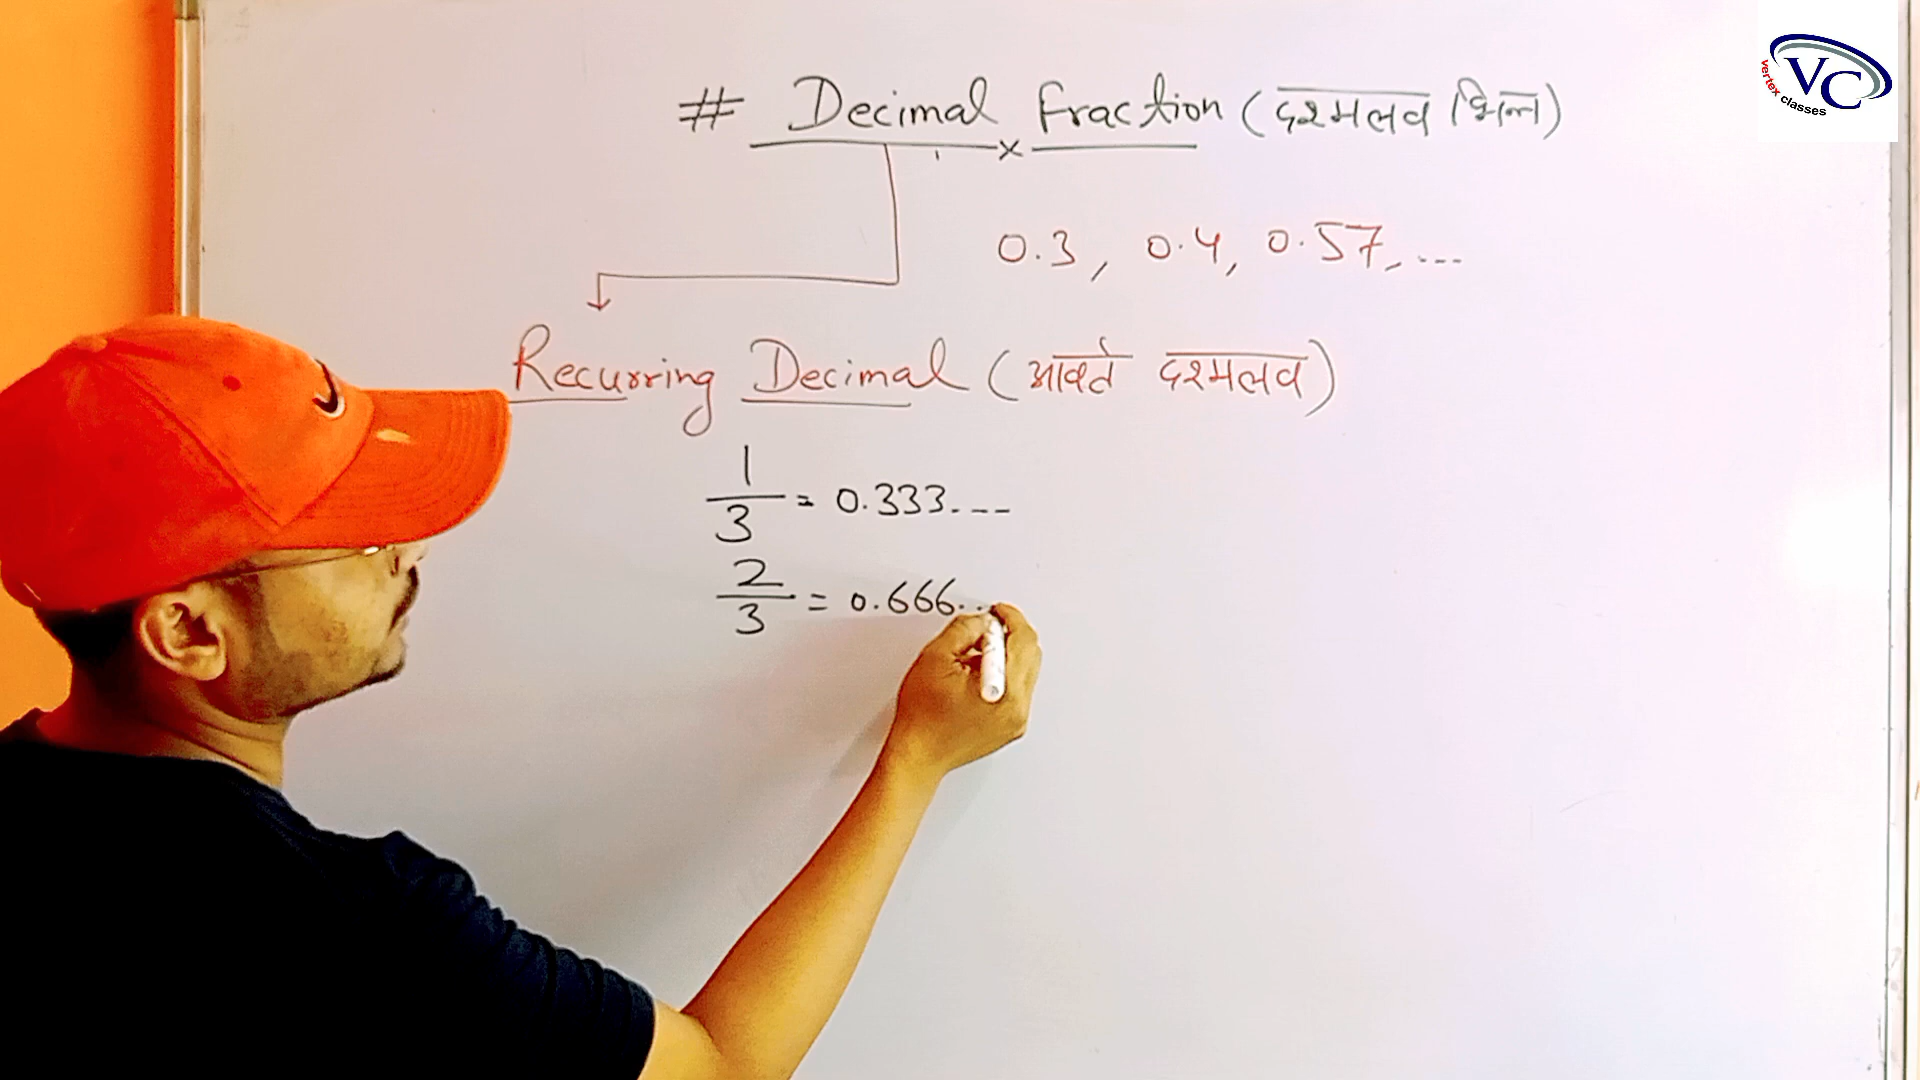 # Decimal Fraction (दशमलव भिन्न)
0.3, 0.4, 0.57, ...
Recurring Decimal (आवर्त दशमलव)
1/3 = 0.333...
2/3 = 0.666...
VC
vertex classes